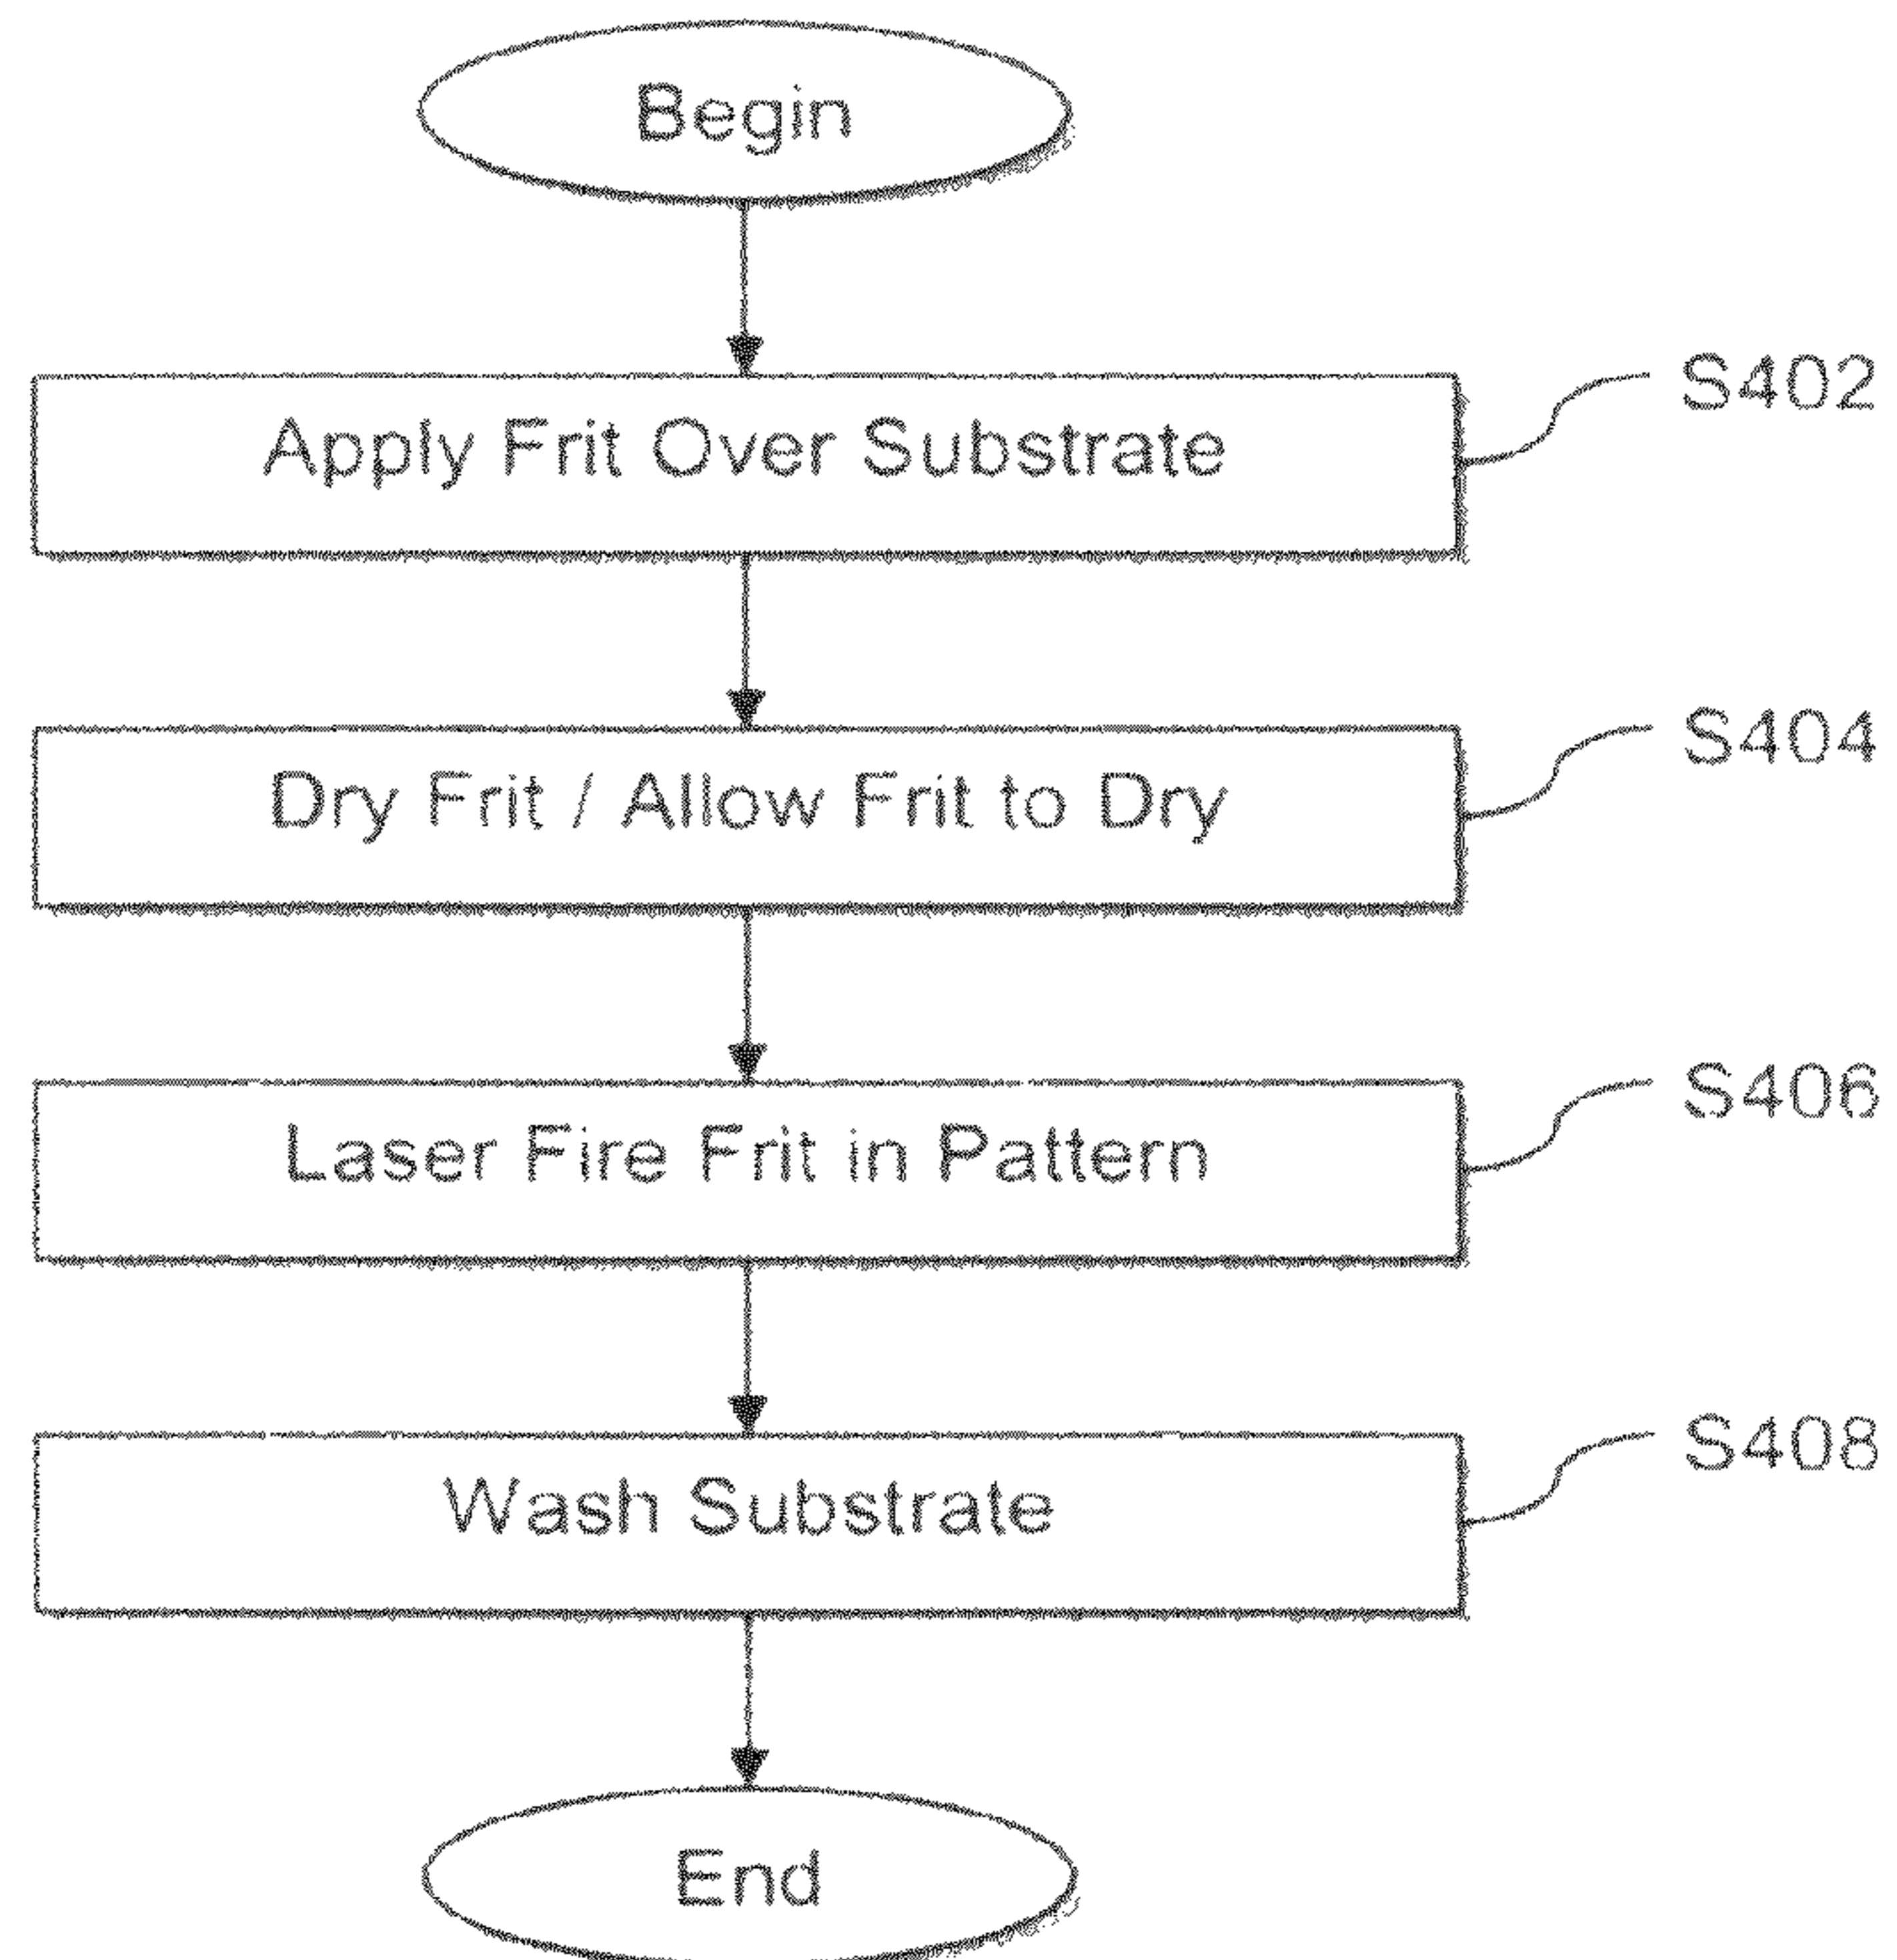 Begin
Apply Frit Over Substrate
S402
Dry Frit / Allow Frit to Dry
S404
Laser Fire Frit in Pattern
S406
Wash Substrate
S408
End